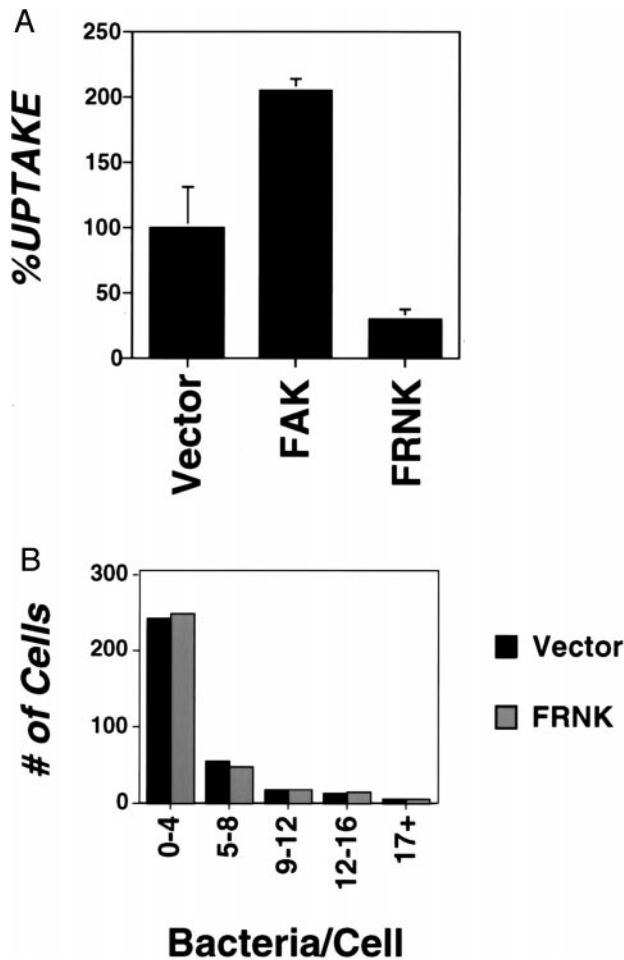 A
%UPTAKE
250
200
150
100
50
0
Vector
FAK
FRNK
B
# of Cells
300
200
100
0
0-4
5-8
9-12
12-16
17+
Bacteria/Cell
Vector
FRNK